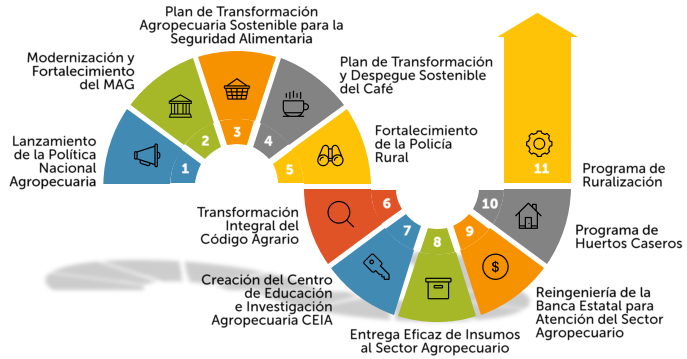 Lanzamiento
de la Política
Nacional
Agropecuaria
1
Modernización y
Fortalecimiento
del MAG
2
Plan de Transformación
Agropecuaria Sostenible para la
Seguridad Alimentaria
3
Plan de Transformación
y Despegue Sostenible
del Café
4
Fortalecimiento
de la Policía
Rural
5
Transformación
Integral del
Código Agrario
6
Creación del Centro
de Educación
e Investigación
Agropecuaria CEIA
7
Entrega Eficaz de Insumos
al Sector Agropecuario
8
Reingeniería de la
Banca Estatal para
Atención del Sector
Agropecuario
9
$
Programa de
Huertos Caseros
10
Programa de
Ruralización
11